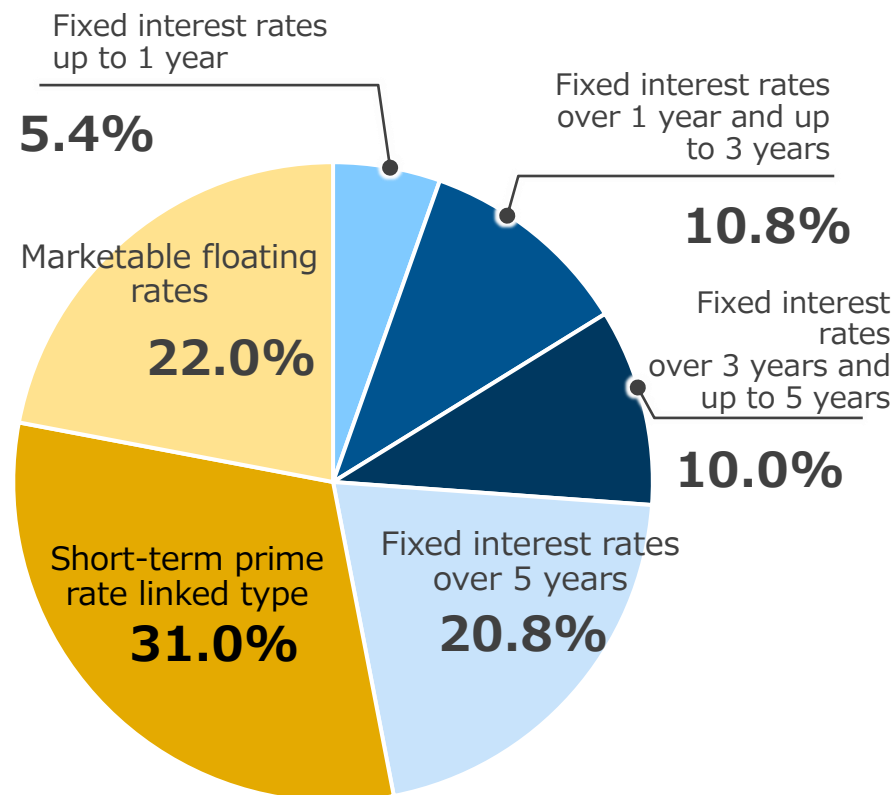 Fixed interest rates
up to 1 year
5.4%
Fixed interest rates
over 1 year and up
to 3 years
10.8%
Fixed interest
rates
over 3 years and
up to 5 years
10.0%
Fixed interest rates
over 5 years
20.8%
Short-term prime
rate linked type
31.0%
Marketable floating
rates
22.0%